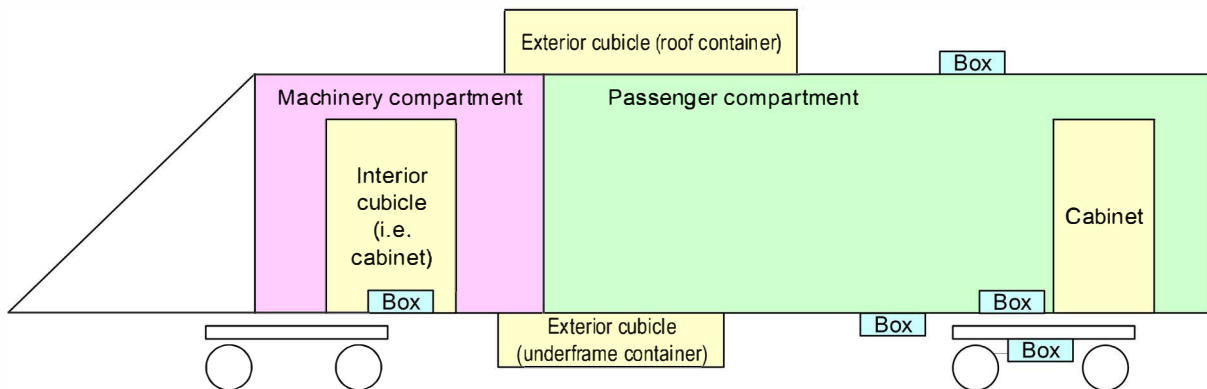 Exterior cubicle (roof container)
Box
Machinery compartment
Passenger compartment
Interior
cubicle
(i.e.
cabinet)
Cabinet
Box
Box
Exterior cubicle
(underframe container)
Box
Box